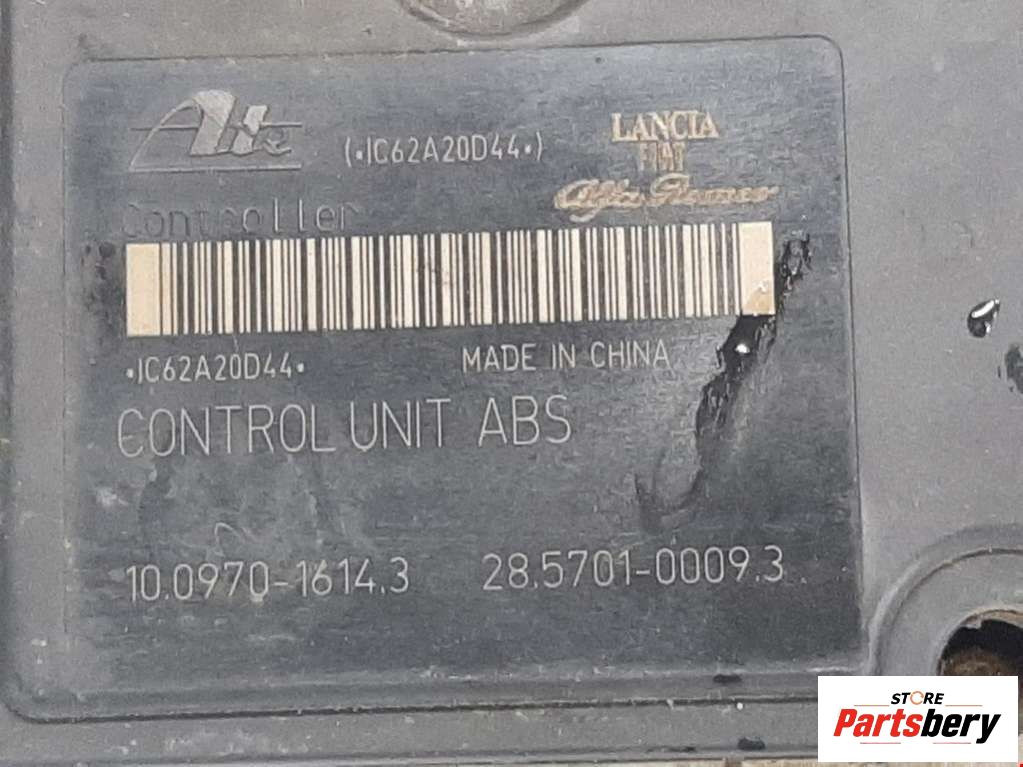 Ate (•IC62A20D44•) LANCIA
FIAT
Alfa Romeo
Controller
•IC62A20D44• MADE IN CHINA
CONTROL UNIT ABS
10.0970-1614.3 28.5701-0009.3
STORE
Partsbery